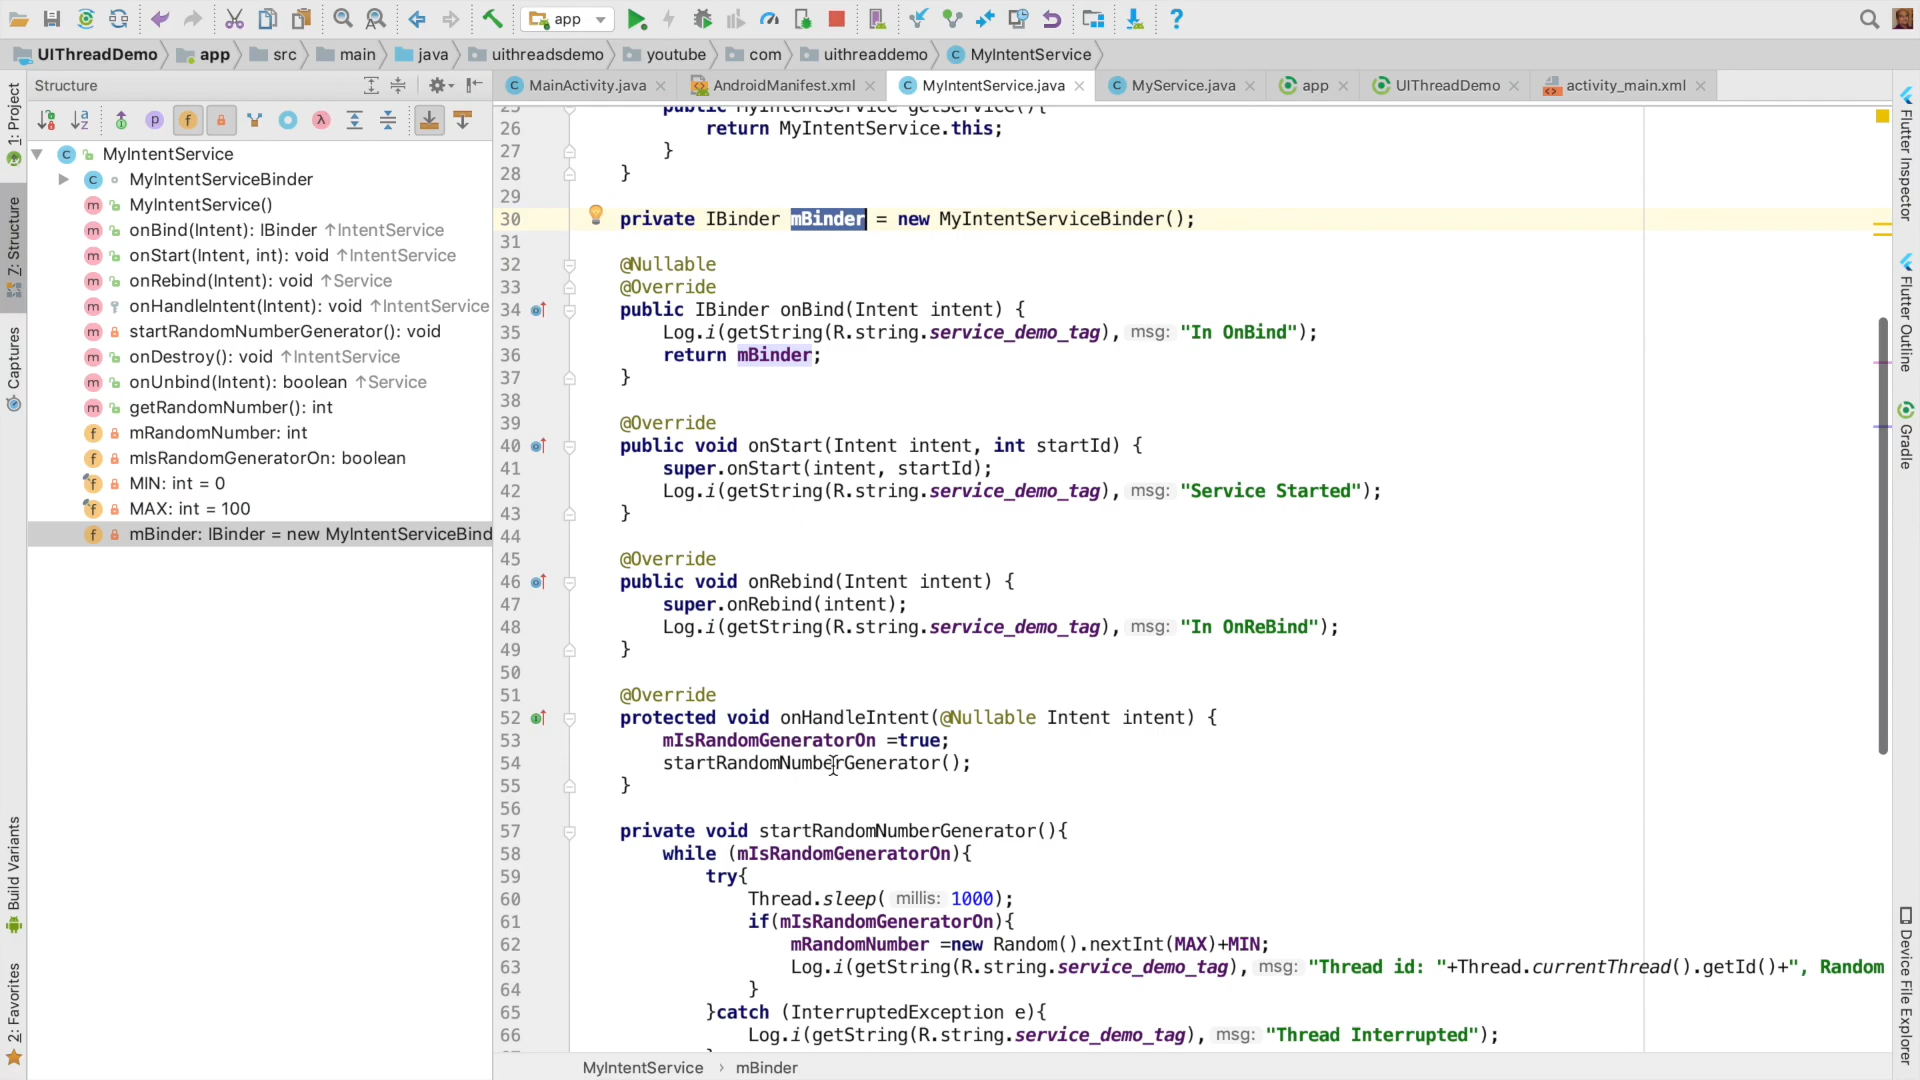 app
UIThreadDemo
app
src
main
java
uithreadsdemo
youtube
com
uithreaddemo
MyIntentService
Structure
MainActivity.java
AndroidManifest.xml
MyIntentService.java
MyService.java
app
UIThreadDemo
activity_main.xml
1: Project
Z: Structure
Captures
Build Variants
2: Favorites
MyIntentService
MyIntentServiceBinder
MyIntentService()
onBind(Intent): IBinder ↑IntentService
onStart(Intent, int): void ↑IntentService
onRebind(Intent): void ↑Service
onHandleIntent(Intent): void ↑IntentService
startRandomNumberGenerator(): void
onDestroy(): void ↑IntentService
onUnbind(Intent): boolean ↑Service
getRandomNumber(): int
mRandomNumber: int
mIsRandomGeneratorOn: boolean
MIN: int = 0
MAX: int = 100
mBinder: IBinder = new MyIntentServiceBind
25 public MyIntentService getService(){
26 return MyIntentService.this;
27 }
28 }
29
30 private IBinder mBinder = new MyIntentServiceBinder();
31
32 @Nullable
33 @Override
34 public IBinder onBind(Intent intent) {
35 Log.i(getString(R.string.service_demo_tag), msg: "In OnBind");
36 return mBinder;
37 }
38
39 @Override
40 public void onStart(Intent intent, int startId) {
41 super.onStart(intent, startId);
42 Log.i(getString(R.string.service_demo_tag), msg: "Service Started");
43 }
44
45 @Override
46 public void onRebind(Intent intent) {
47 super.onRebind(intent);
48 Log.i(getString(R.string.service_demo_tag), msg: "In OnReBind");
49 }
50
51 @Override
52 protected void onHandleIntent(@Nullable Intent intent) {
53 mIsRandomGeneratorOn =true;
54 startRandomNumberGenerator();
55 }
56
57 private void startRandomNumberGenerator(){
58 while (mIsRandomGeneratorOn){
59 try{
60 Thread.sleep( millis: 1000);
61 if(mIsRandomGeneratorOn){
62 mRandomNumber =new Random().nextInt(MAX)+MIN;
63 Log.i(getString(R.string.service_demo_tag), msg: "Thread id: "+Thread.currentThread().getId()+", Random
64 }
65 }catch (InterruptedException e){
66 Log.i(getString(R.string.service_demo_tag), msg: "Thread Interrupted");
MyIntentService › mBinder
Flutter Inspector
Flutter Outline
Gradle
Device File Explorer